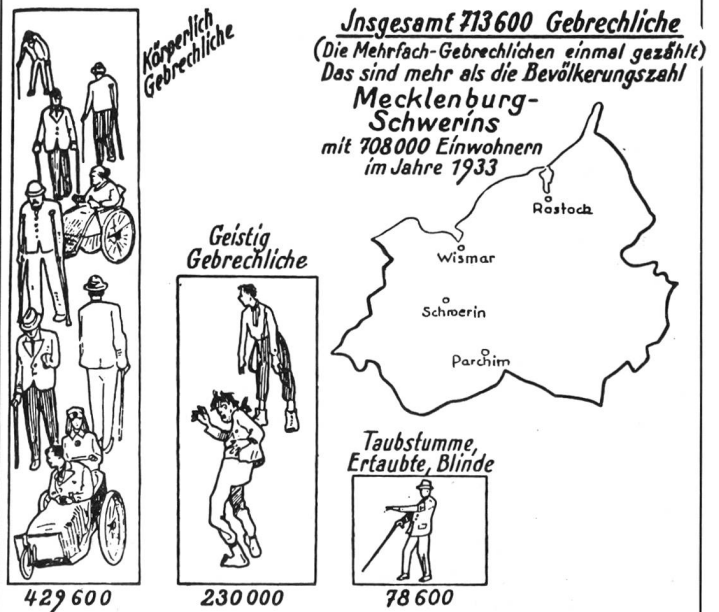 Körperlich
Gebrechliche
Insgesamt 713600 Gebrechliche
(Die Mehrfach-Gebrechlichen einmal gezählt)
Das sind mehr als die Bevölkerungszahl
Mecklenburg-
Schwerins
mit 708000 Einwohnern
im Jahre 1933
Rostock
Wismar
Schwerin
Parchim
Geistig
Gebrechliche
Taubstumme,
Ertaubte, Blinde
429600
230000
78600